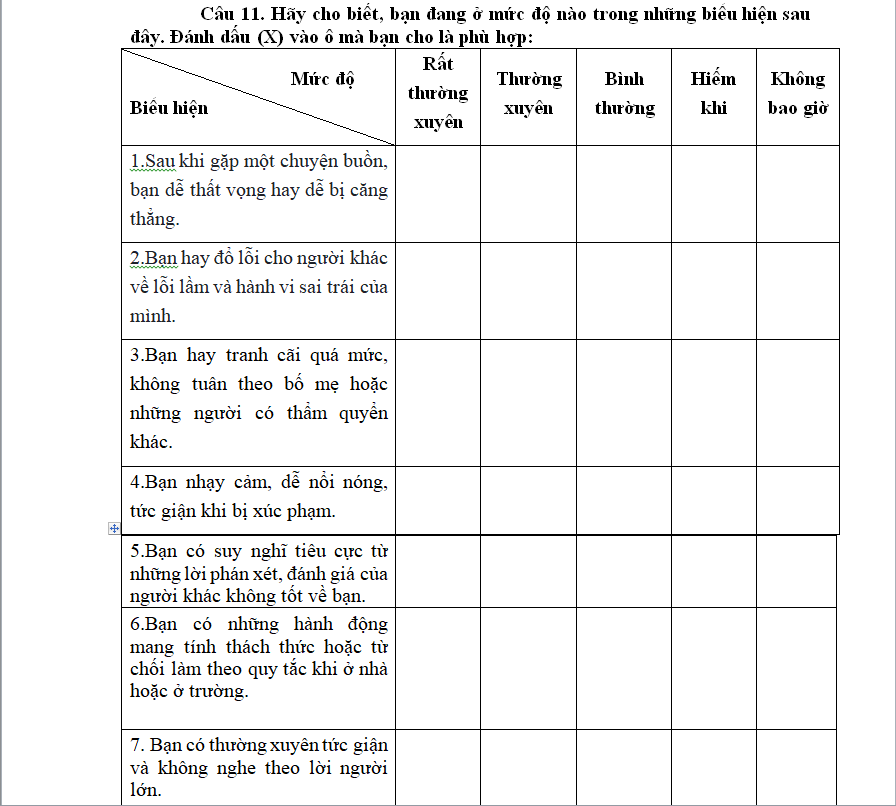 Câu 11. Hãy cho biết, bạn đang ở mức độ nào trong những biểu hiện sau
đây. Đánh dấu (X) vào ô mà bạn cho là phù hợp:
Mức độ
Biểu hiện
Rất
thường
xuyên
Thường
xuyên
Bình
thường
Hiếm
khi
Không
bao giờ
1.Sau khi gặp một chuyện buồn,
bạn dễ thất vọng hay dễ bị căng
thẳng.
2.Bạn hay đổ lỗi cho người khác
về lỗi lầm và hành vi sai trái của
mình.
3.Bạn hay tranh cãi quá mức,
không tuân theo bố mẹ hoặc
những người có thẩm quyền
khác.
4.Bạn nhạy cảm, dễ nổi nóng,
tức giận khi bị xúc phạm.
5.Bạn có suy nghĩ tiêu cực từ
những lời phán xét, đánh giá của
người khác không tốt về bạn.
6.Bạn có những hành động
mang tính thách thức hoặc từ
chối làm theo quy tắc khi ở nhà
hoặc ở trường.
7. Bạn có thường xuyên tức giận
và không nghe theo lời người
lớn.